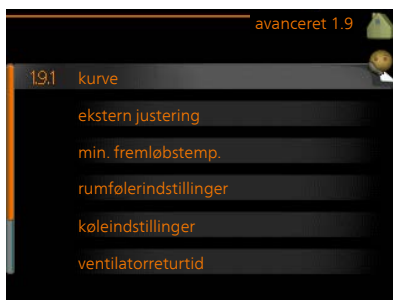 avanceret 1.9
1.9.1 kurve
ekstern justering
min. fremløbstemp.
rumfølerindstillinger
køleindstillinger
ventilatorreturtid